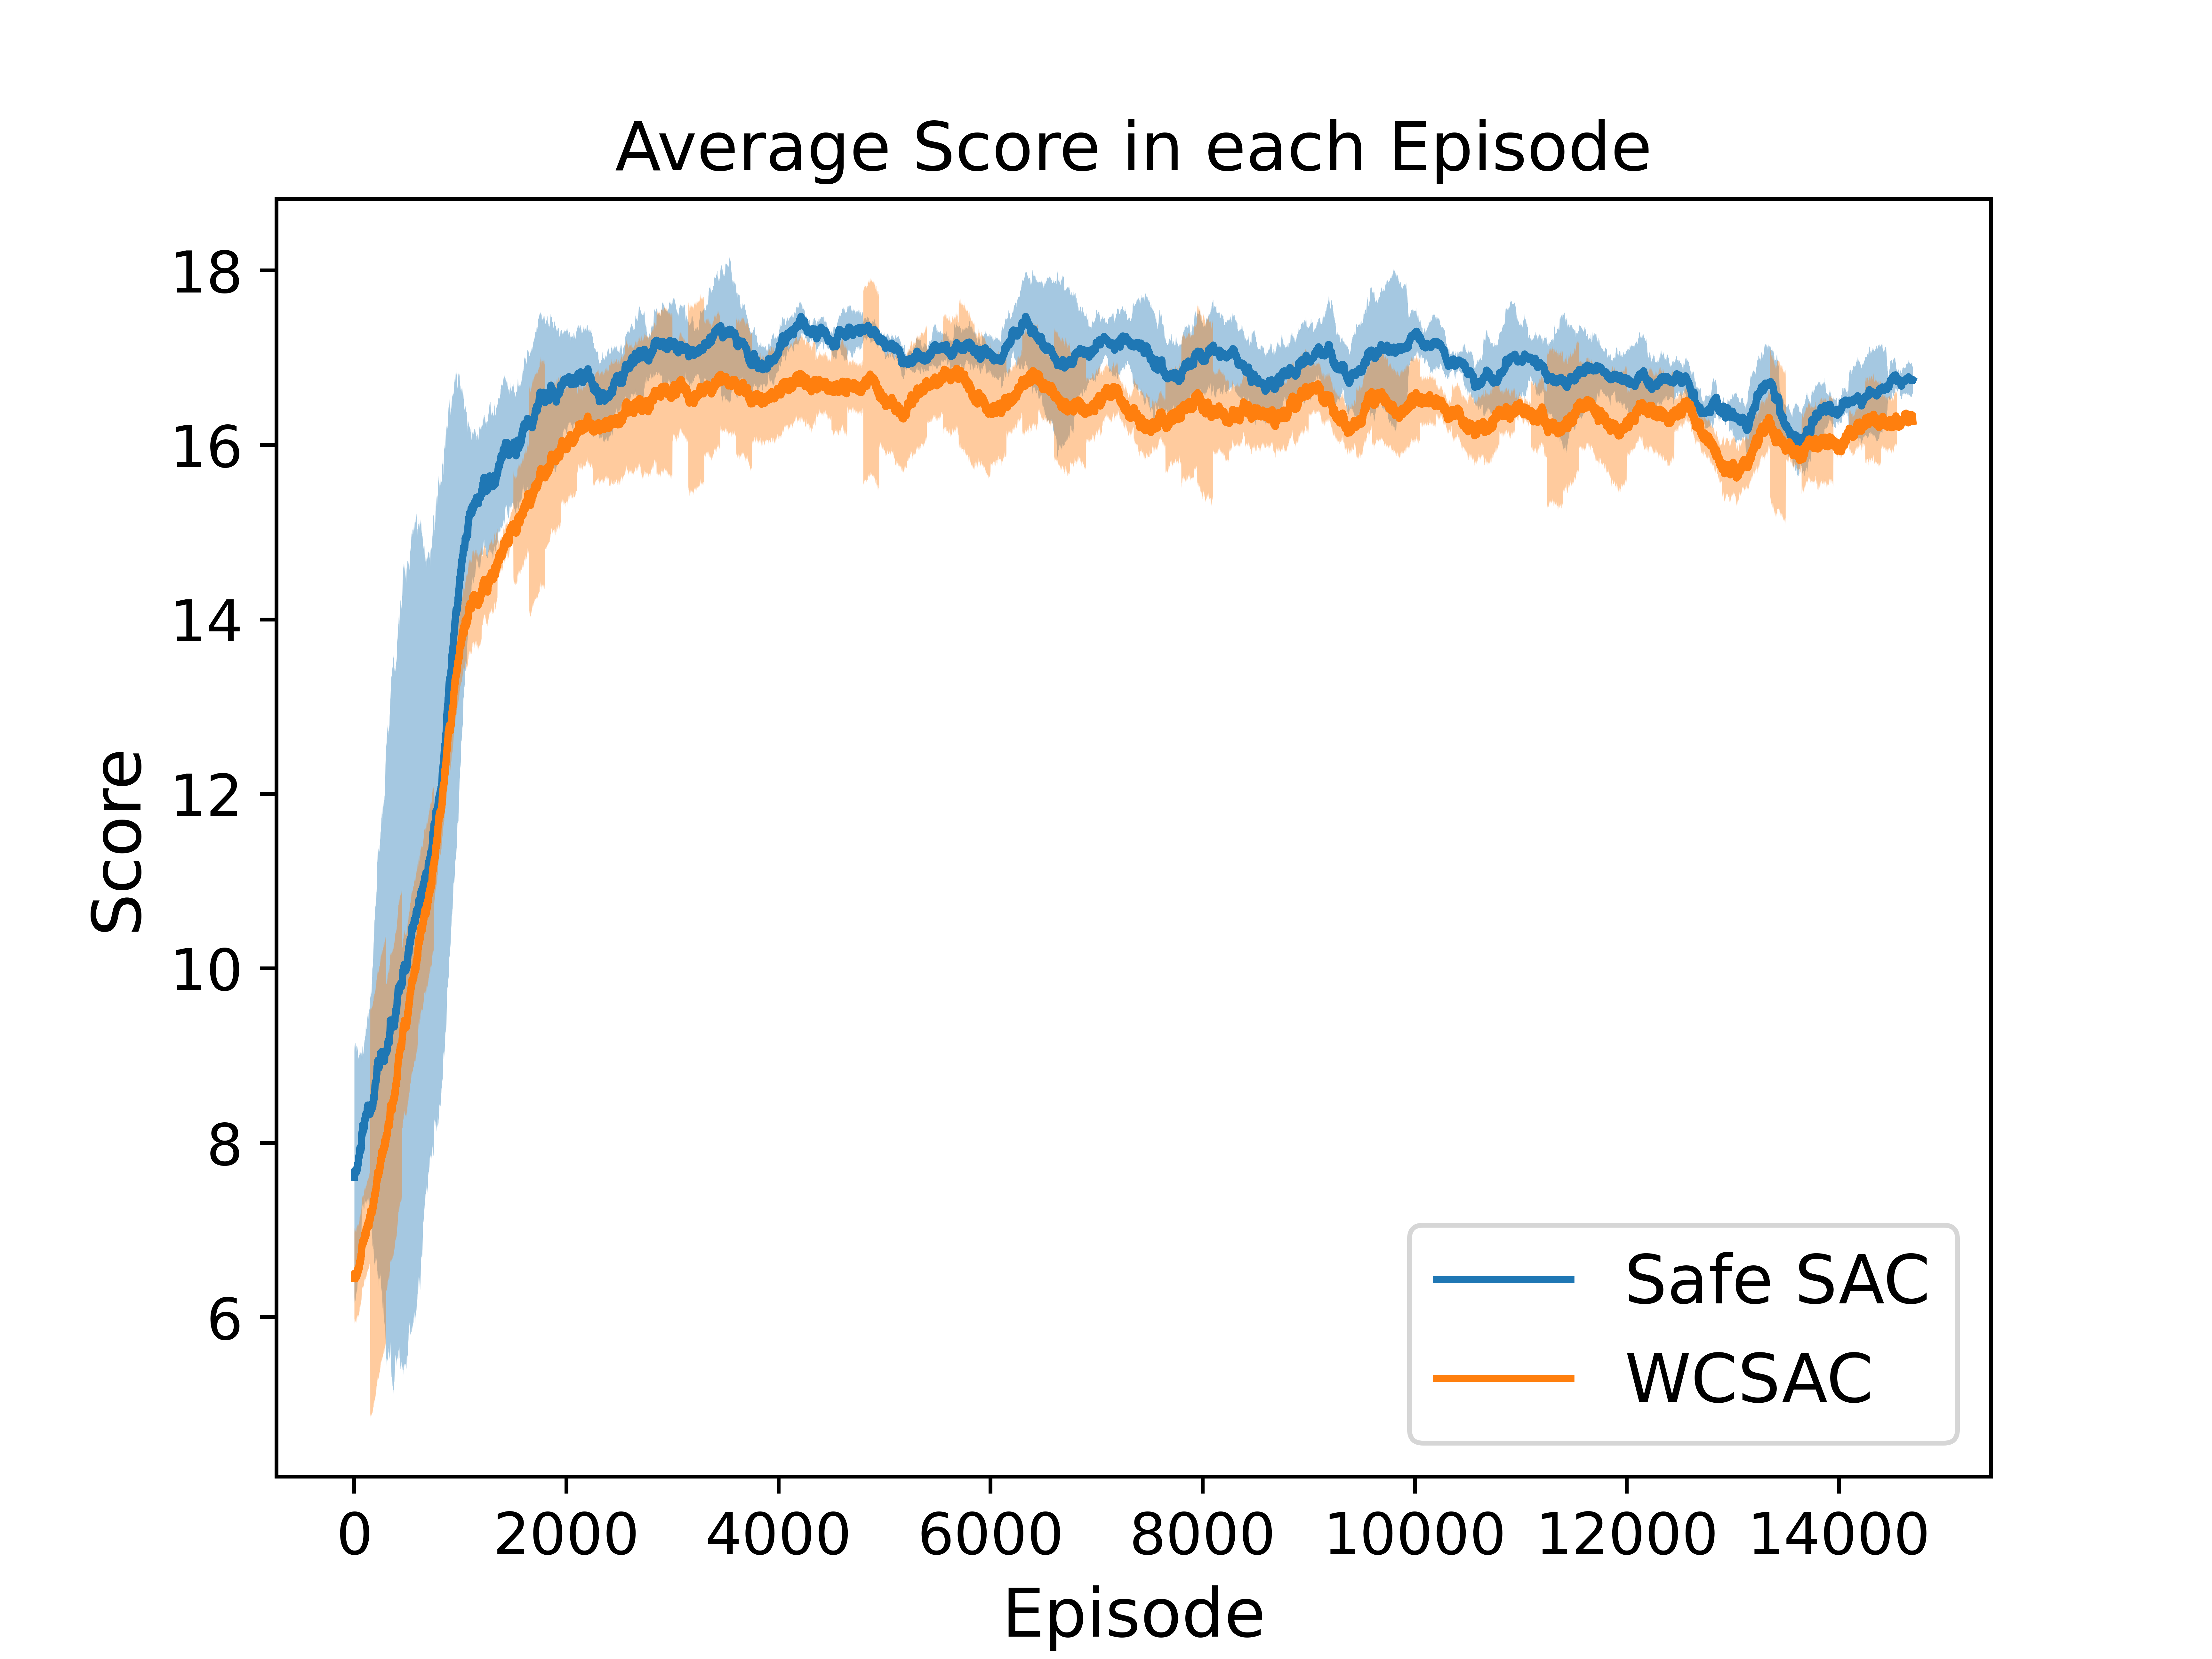 Average Score in each Episode
18
16
14
12
10
8
6
Score
0 2000 4000 6000 8000 10000 12000 14000
Episode
Safe SAC
WCSAC